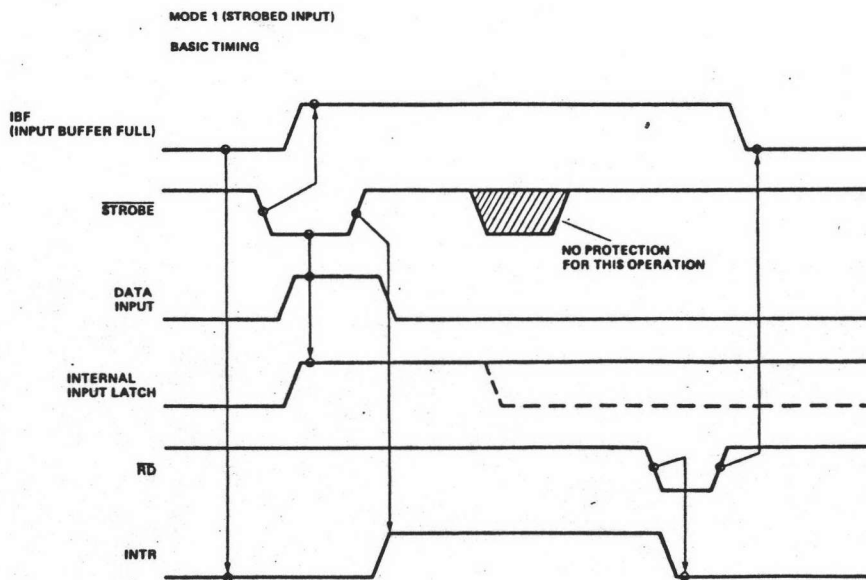 MODE 1 (STROBED INPUT)
BASIC TIMING
IBF
(INPUT BUFFER FULL)
STROBE
NO PROTECTION
FOR THIS OPERATION
DATA
INPUT
INTERNAL
INPUT LATCH
RD
INTR